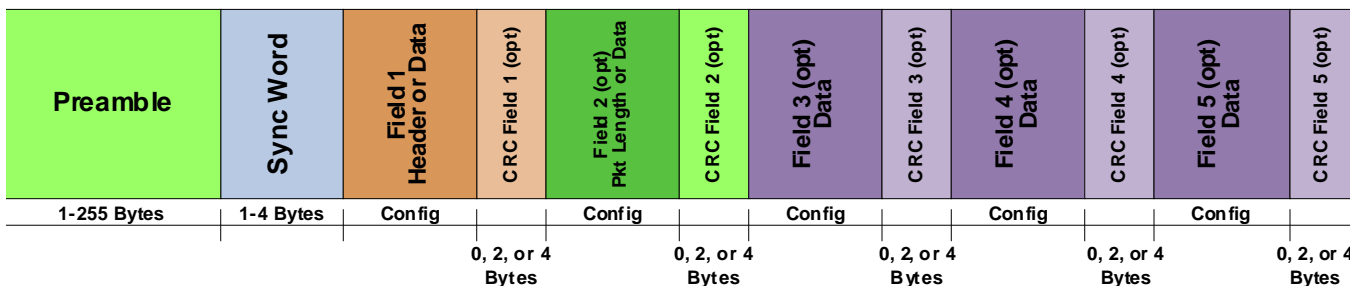 Preamble
Sync Word
Field 1
Header or Data
CRC Field 1 (opt)
Field 2 (opt)
Pkt Length or Data
CRC Field 2 (opt)
Field 3 (opt)
Data
CRC Field 3 (opt)
Field 4 (opt)
Data
CRC Field 4 (opt)
Field 5 (opt)
Data
CRC Field 5 (opt)
1-255 Bytes
1-4 Bytes
Config
Config
Config
Config
Config
0, 2, or 4
Bytes
0, 2, or 4
Bytes
0, 2, or 4
Bytes
0, 2, or 4
Bytes
0, 2, or 4
Bytes